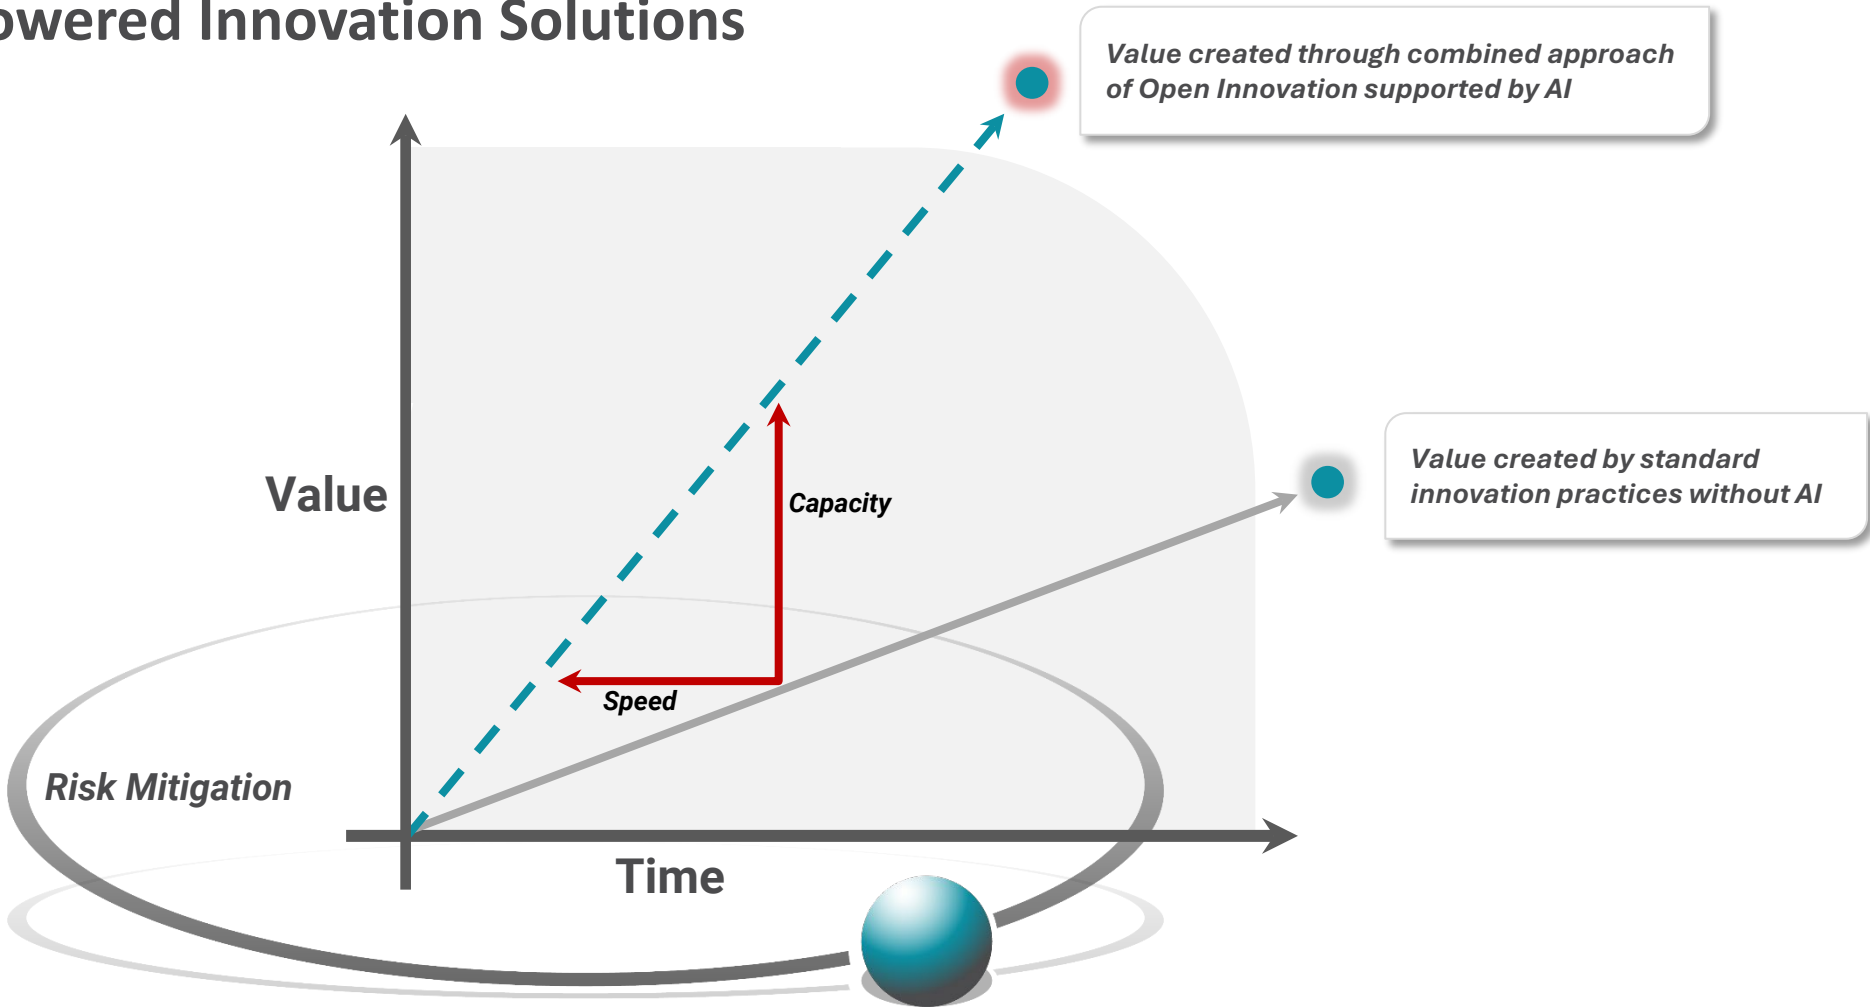 Innovation Solutions
Value created through combined approach
of Open Innovation supported by AI
Value
Capacity
Value created by standard
innovation practices without AI
Speed
Risk Mitigation
Time